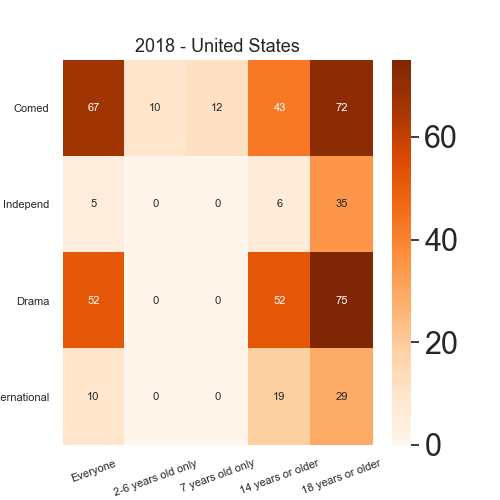 2018 - United States
Comed 67 10 12 43 72
Independ 5 0 0 6 35
Drama 52 0 0 52 75
ernational 10 0 0 19 29
Everyone 2-6 years old only 7 years old only 14 years or older 18 years or older
60
40
20
0